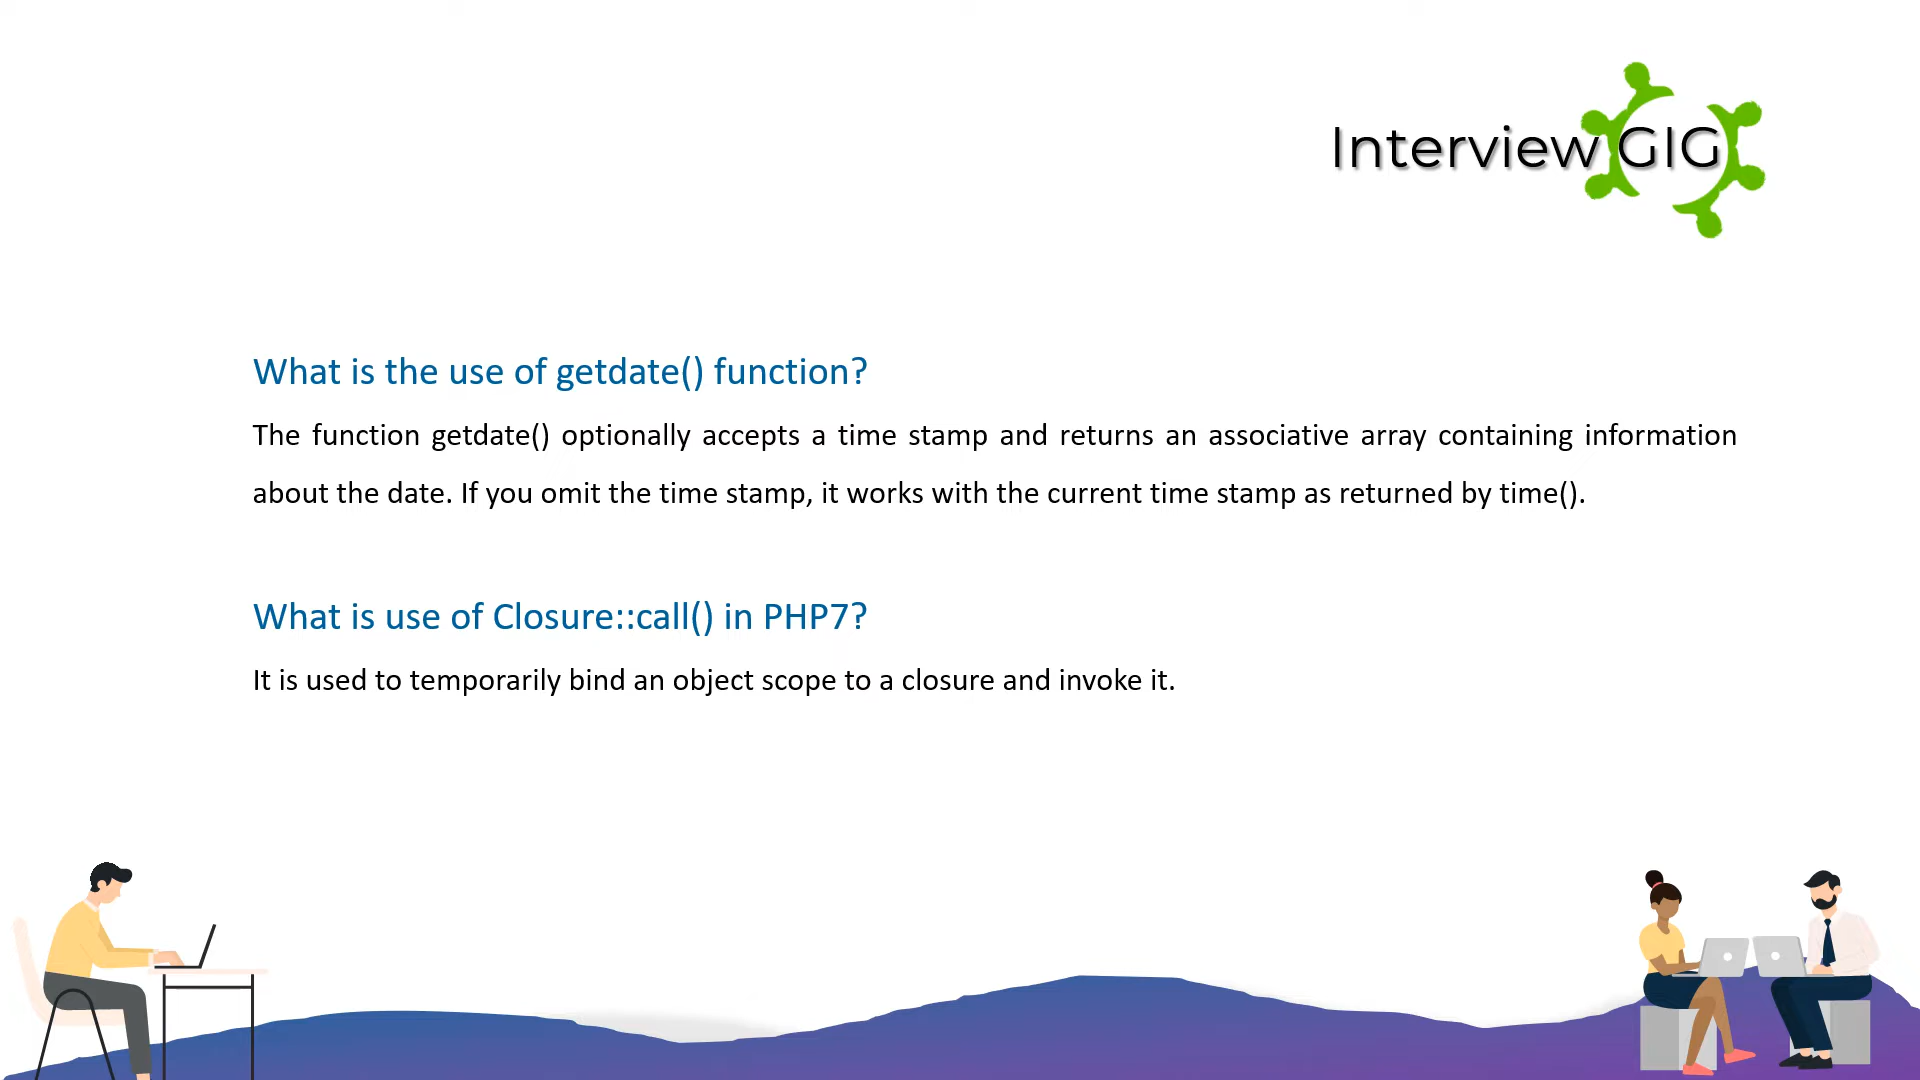 Interview GIG
What is the use of getdate() function?
The function getdate() optionally accepts a time stamp and returns an associative array containing information
about the date. If you omit the time stamp, it works with the current time stamp as returned by time().
What is use of Closure::call() in PHP7?
It is used to temporarily bind an object scope to a closure and invoke it.